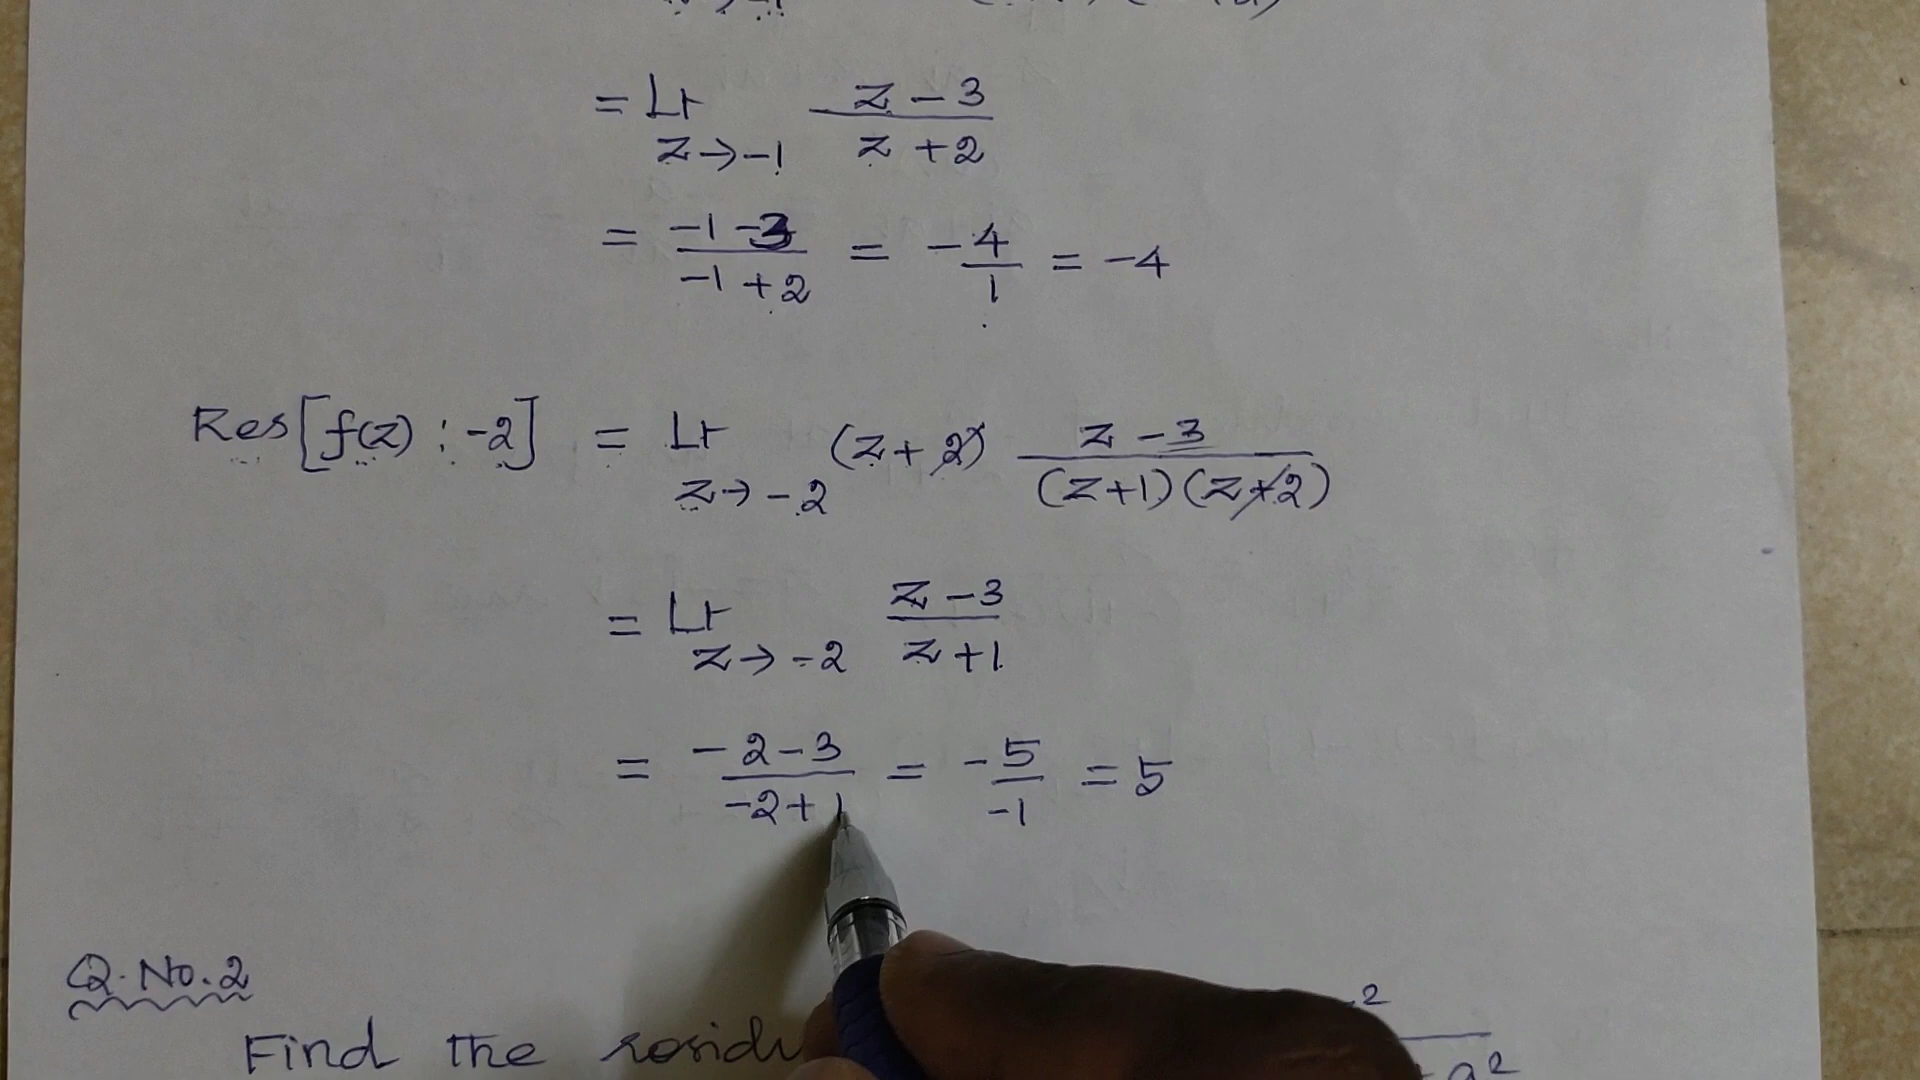 = Lt z→-1 z-3 / z+2
= -1-3 / -1+2 = -4/1 = -4
Res[f(z) : -2] = Lt z→-2 (z+2) z-3 / (z+1)(z+2)
= Lt z→-2 z-3 / z+1
= -2-3 / -2+1 = -5/-1 = 5
Q.No.2
Find the